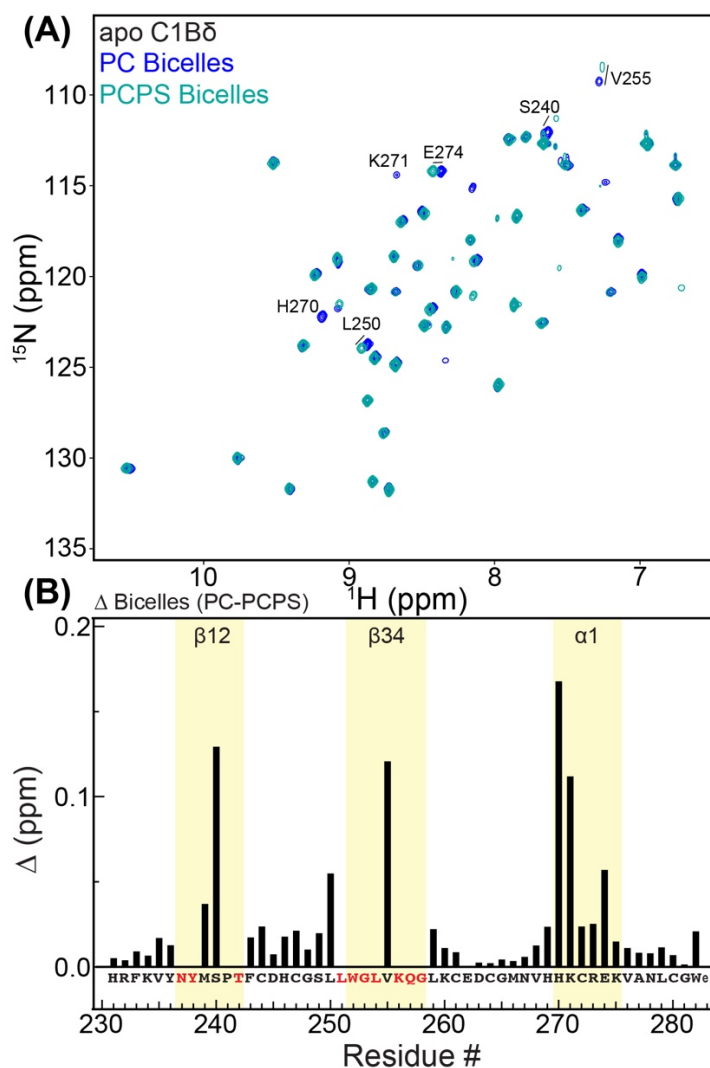 (A)
apo C1Bδ
PC Bicelles
PCPS Bicelles
V255
S240
E274
K271
H270
L250
110
115
120
125
130
135
¹⁵N (ppm)
10 9 8 7
¹H (ppm)
(B)
Δ Bicelles (PC-PCPS)
β12 β34 α1
0.2
0.1
0.0
Δ (ppm)
HRFKVYNYMSPTFCDHCGSLLWGLVKQGLKCEDCGMNVHHKCREKVANLCGWe
230 240 250 260 270 280
Residue #